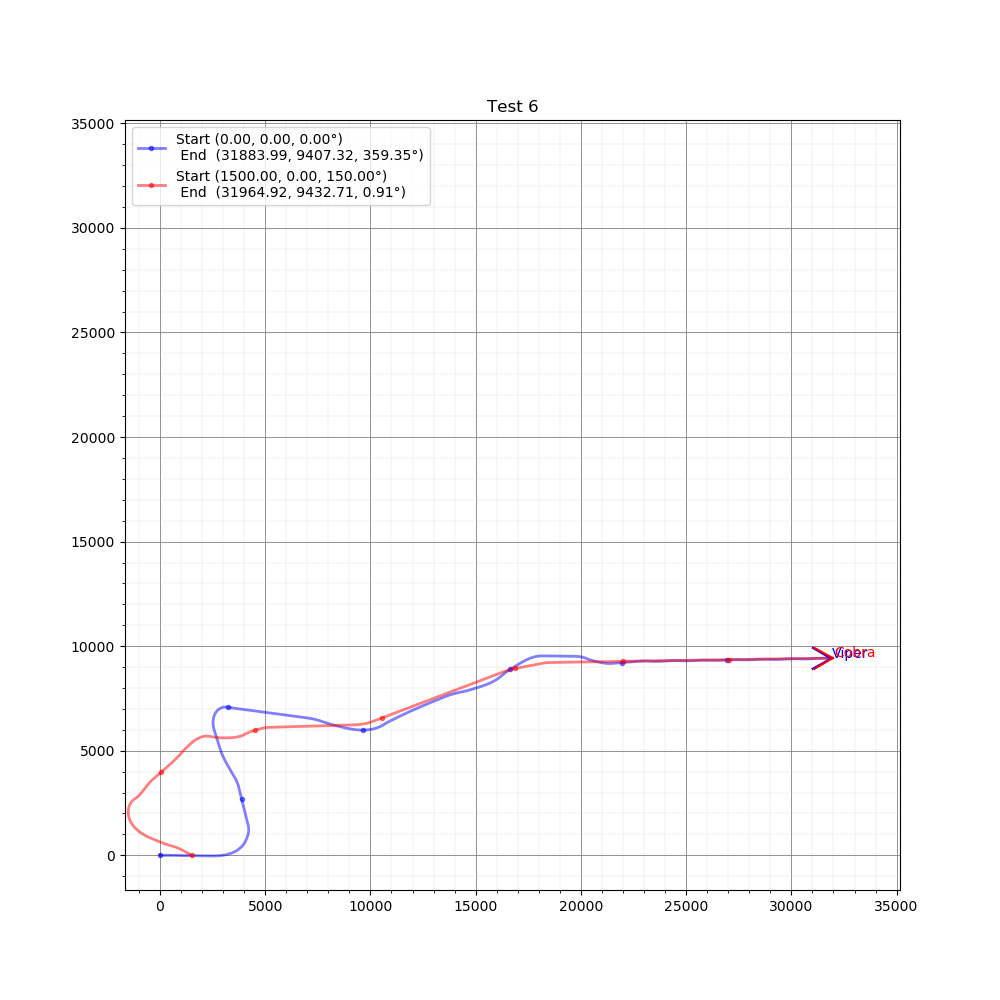 Test 6
Start (0.00, 0.00, 0.00°)
End (31883.99, 9407.32, 359.35°)
Start (1500.00, 0.00, 150.00°)
End (31964.92, 9432.71, 0.91°)
35000
30000
25000
20000
15000
10000
5000
0
Viper
Cobra
0 5000 10000 15000 20000 25000 30000 35000